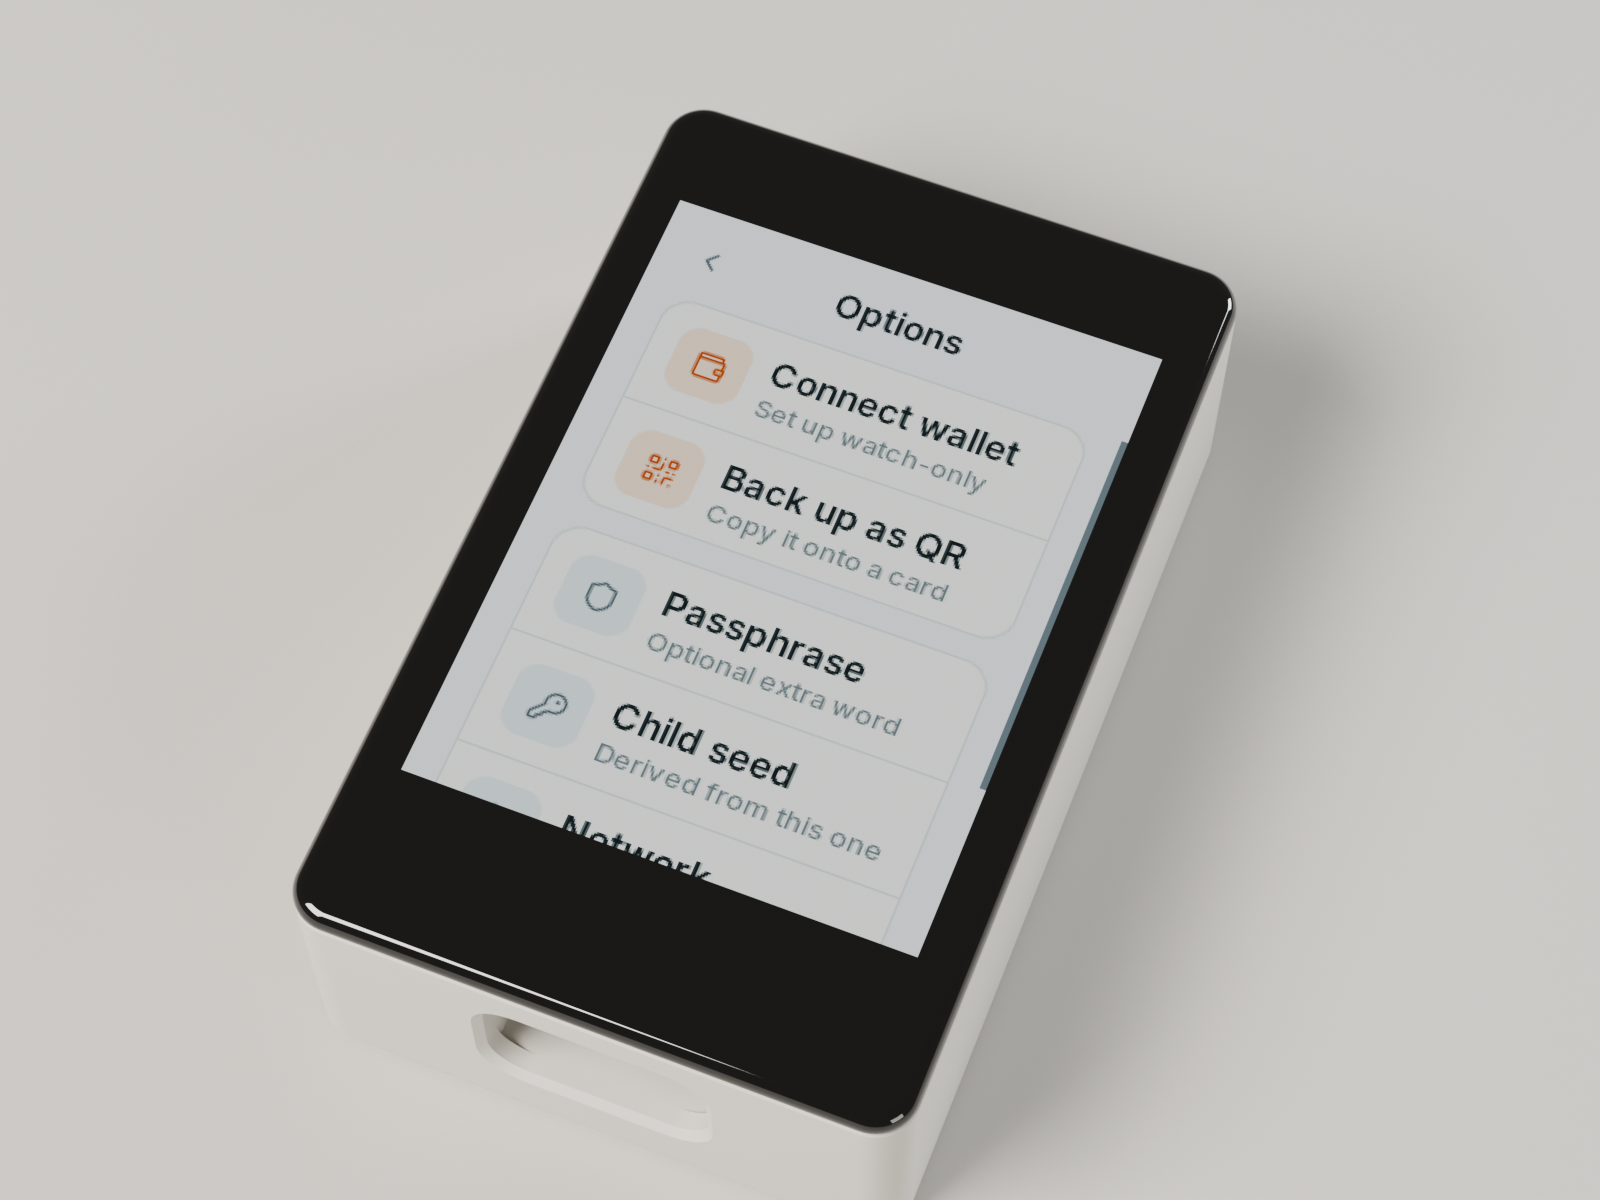 Options
Connect wallet
Set up watch-only
Back up as QR
Copy it onto a card
Passphrase
Optional extra word
Child seed
Derived from this one
Network